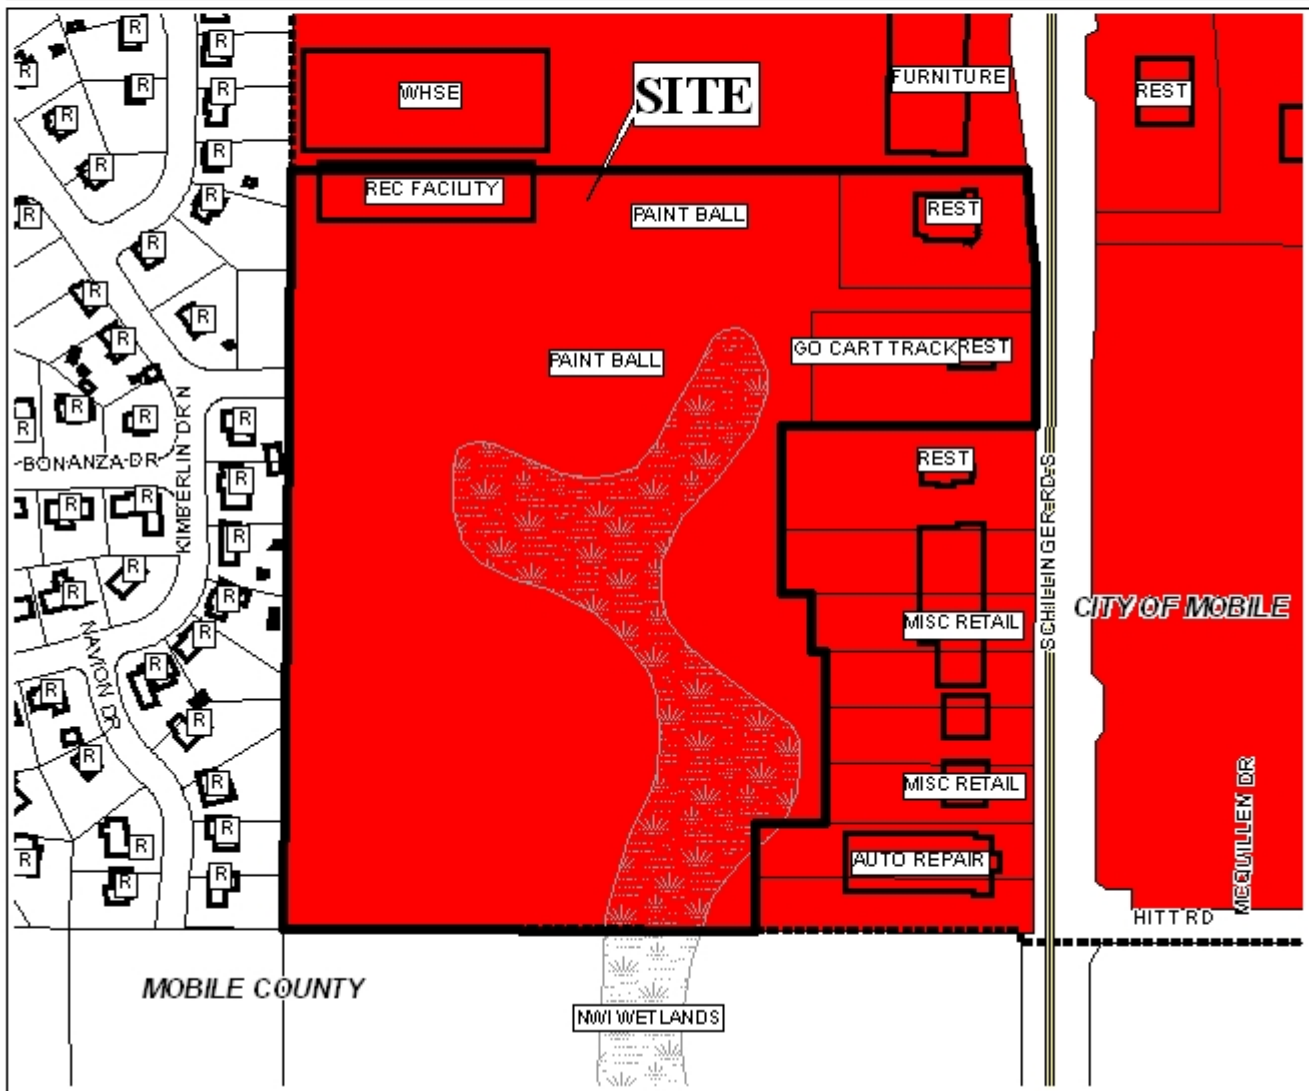 R
R
SITE
WHSE
FURNITURE
REST
R
R
R
R
R
R
REC FACILITY
PAINT BALL
REST
R
R
R
R
R
R
PAINT BALL
GO CART TRACK
REST
R
R
R
R
KIMBERLIN DR N
BONANZA DR
REST
R
R
R
R
SCHILLINGER RD S
R
R
R
CITY OF MOBILE
MISC RETAIL
R
R
NAVION DR
R
R
R
R
MISC RETAIL
MCQUILLEN DR
R
R
R
AUTO REPAIR
R
R
HITT RD
MOBILE COUNTY
NWI WETLANDS